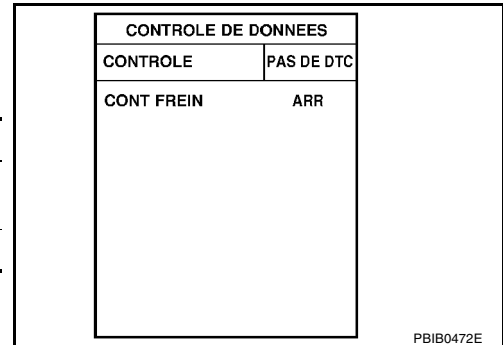 CONTROLE DE DONNEES
CONTROLE PAS DE DTC
CONT FREIN ARR
PBIB0472E